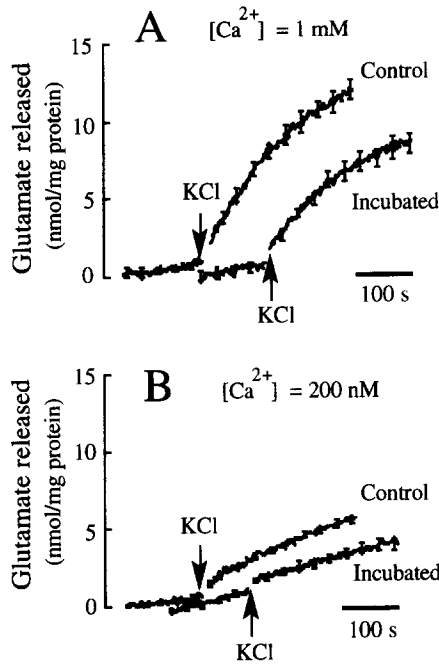 A
[Ca2+] = 1 mM
15
10
5
0
Glutamate released
(nmol/mg protein)
Control
KCl
Incubated
KCl
100 s
B
[Ca2+] = 200 nM
15
10
5
0
Glutamate released
(nmol/mg protein)
Control
KCl
Incubated
KCl
100 s